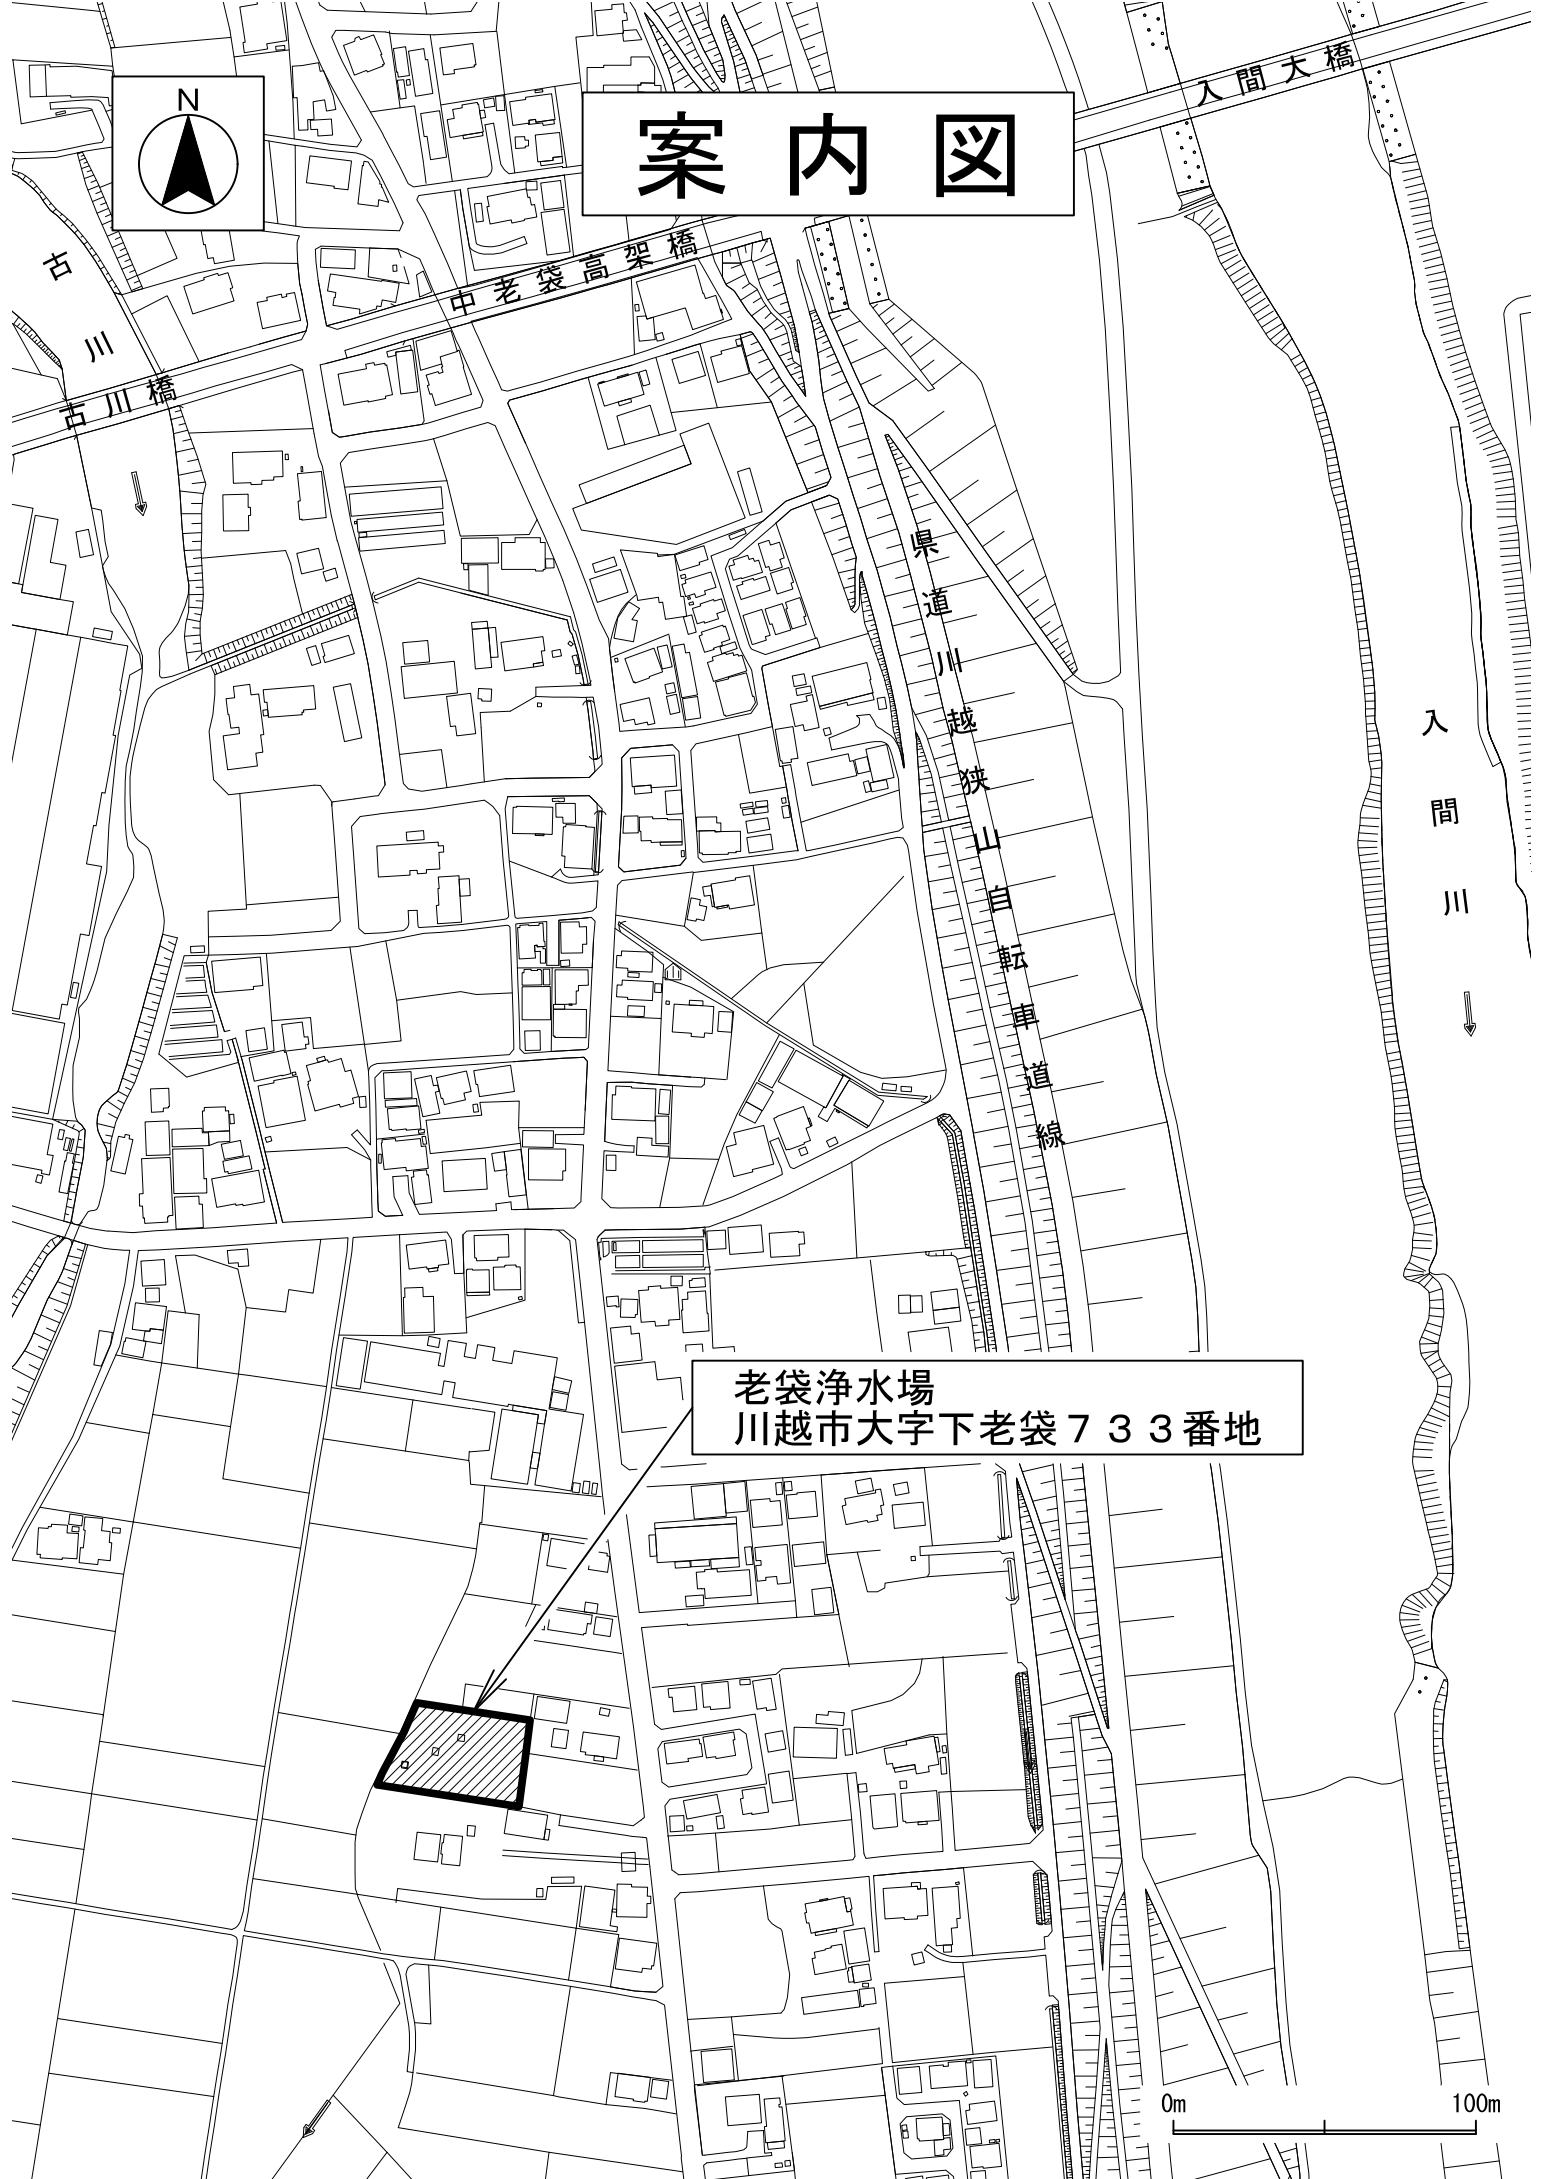 入間大橋
N
案内図
中老袋高架橋
古川
古川橋
県道川越狭山自転車道線
入間川
老袋浄水場
川越市大字下老袋７３３番地
0m 100m